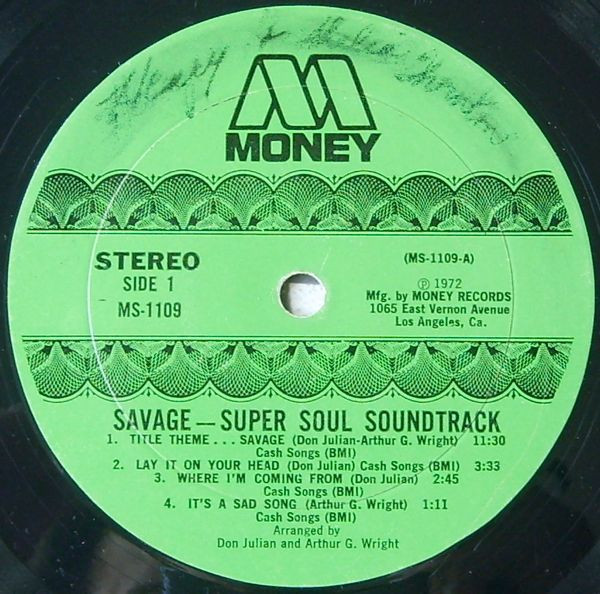 MONEY
STEREO
SIDE 1
MS-1109
(MS-1109-A)
℗ 1972
Mfg. by MONEY RECORDS
1065 East Vernon Avenue
Los Angeles, Ca.
SAVAGE—SUPER SOUL SOUNDTRACK
1. TITLE THEME... SAVAGE (Don Julian-Arthur G. Wright) 11:30
Cash Songs (BMI)
2. LAY IT ON YOUR HEAD (Don Julian) Cash Songs (BMI) 3:33
3. WHERE I'M COMING FROM (Don Julian) 2:45
Cash Songs (BMI)
4. IT'S A SAD SONG (Arthur G. Wright) 1:11
Cash Songs (BMI)
Arranged by
Don Julian and Arthur G. Wright